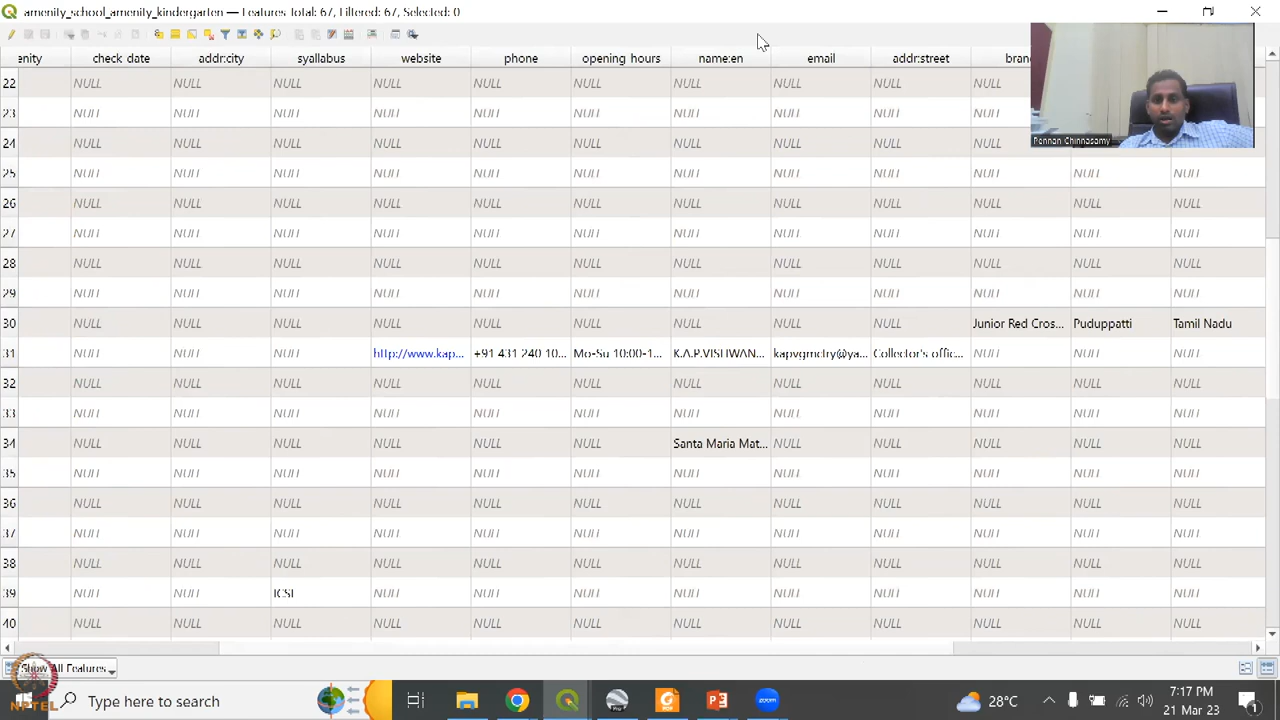 amenity_school_amenity_kindergarten — Features Total: 67, Filtered: 67, Selected: 0
enity check date addr:city syallabus website phone opening hours name:en email addr:street bran
22 NULL NULL NULL NULL NULL NULL NULL NULL NULL NULL
23 NULL NULL NULL NULL NULL NULL NULL NULL NULL NULL
24 NULL NULL NULL NULL NULL NULL NULL NULL NULL NULL
25 NULL NULL NULL NULL NULL NULL NULL NULL NULL NULL NULL NULL
26 NULL NULL NULL NULL NULL NULL NULL NULL NULL NULL NULL NULL
27 NULL NULL NULL NULL NULL NULL NULL NULL NULL NULL NULL NULL
28 NULL NULL NULL NULL NULL NULL NULL NULL NULL NULL NULL NULL
29 NULL NULL NULL NULL NULL NULL NULL NULL NULL NULL NULL NULL
30 NULL NULL NULL NULL NULL NULL NULL NULL NULL Junior Red Cros... Puduppatti Tamil Nadu
31 NULL NULL NULL http://www.kap... +91 431 240 10... Mo-Su 10:00-1... K.A.P.VISHWAN... kapvgmctry@ya... Collector's offic... NULL NULL NULL
32 NULL NULL NULL NULL NULL NULL NULL NULL NULL NULL NULL NULL
33 NULL NULL NULL NULL NULL NULL NULL NULL NULL NULL NULL NULL
34 NULL NULL NULL NULL NULL NULL Santa Maria Mat... NULL NULL NULL NULL NULL
35 NULL NULL NULL NULL NULL NULL NULL NULL NULL NULL NULL NULL
36 NULL NULL NULL NULL NULL NULL NULL NULL NULL NULL NULL NULL
37 NULL NULL NULL NULL NULL NULL NULL NULL NULL NULL NULL NULL
38 NULL NULL NULL NULL NULL NULL NULL NULL NULL NULL NULL NULL
39 NULL NULL ICSE NULL NULL NULL NULL NULL NULL NULL NULL NULL
40 NULL NULL NULL NULL NULL NULL NULL NULL NULL NULL NULL NULL
Pennan Chinnasamy
Show All Features
NPTEL
Type here to search
28°C
7:17 PM
21 Mar 23
1